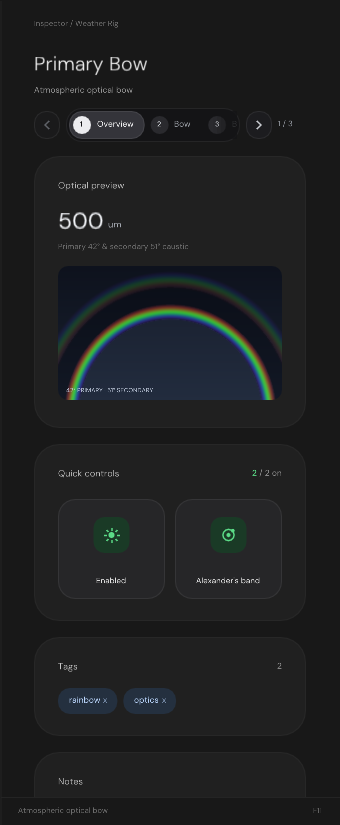 Inspector / Weather Rig
Primary Bow
Atmospheric optical bow
1 Overview 2 Bow 3 1 / 3
Optical preview
500 um
Primary 42° & secondary 51° caustic
42° PRIMARY 51° SECONDARY
Quick controls 2 / 2 on
Enabled Alexander's band
Tags 2
rainbow x optics x
Notes
Atmospheric optical bow